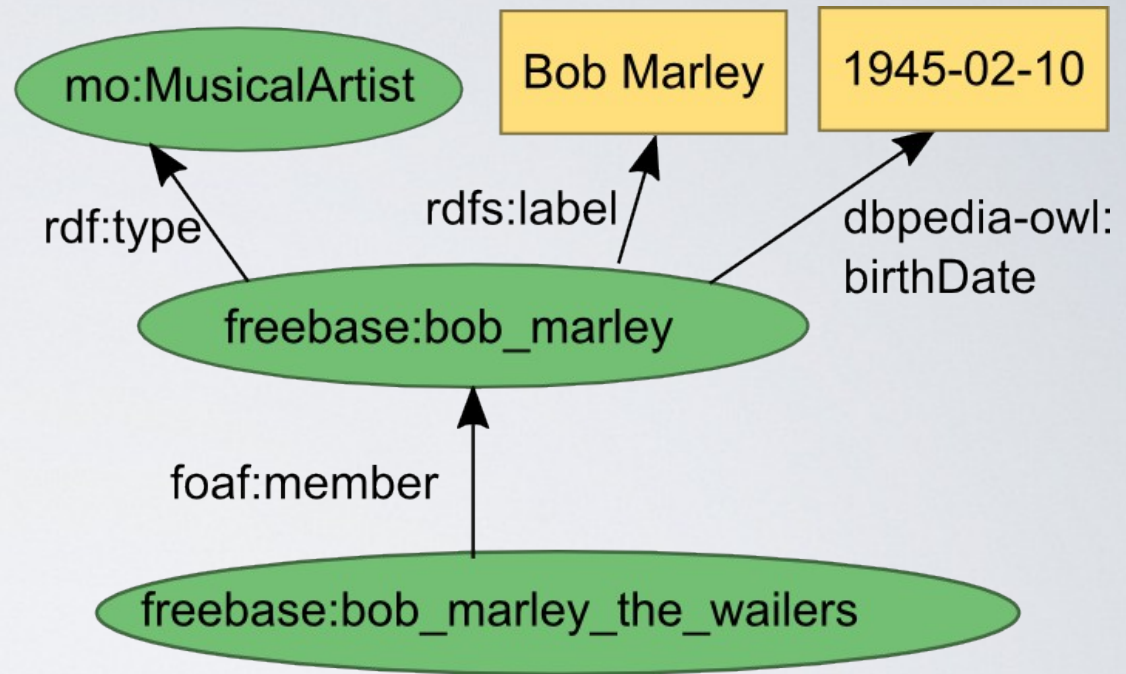 mo:MusicalArtist
Bob Marley
1945-02-10
rdf:type
rdfs:label
dbpedia-owl:
birthDate
freebase:bob_marley
foaf:member
freebase:bob_marley_the_wailers